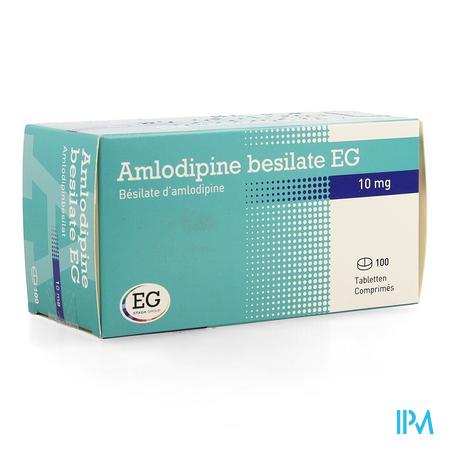 Amlodipine besilate EG
Bésilate d'amlodipine
10 mg
100
Tabletten
Comprimés
EG
STADA GROUP
Amlodipine
besilate EG
Amlodipinbesilat
10 mg
100
IPM